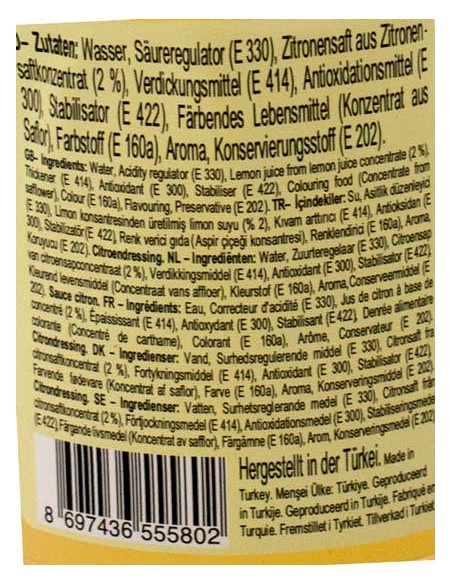 D– Zutaten: Wasser, Säureregulator (E 330), Zitronensaft aus Zitronen-
saftkonzentrat (2 %), Verdickungsmittel (E 414), Antioxidationsmittel (E
300), Stabilisator (E 422), Färbendes Lebensmittel (Konzentrat aus
Saflor), Farbstoff (E 160a), Aroma, Konservierungsstoff (E 202).
GB– Ingredients: Water, Acidity regulator (E 330), Lemon juice from lemon juice concentrate (2 %),
Thickener (E 414), Antioxidant (E 300), Stabiliser (E 422), Colouring food (Concentrate from
safflower), Colour (E 160a), Flavouring, Preservative (E 202). TR– İçindekiler: Su, Asitlik düzenleyici
(E 330), Limon konsantresinden üretilmiş limon suyu (% 2), Kıvam arttırıcı (E 414), Antioksidan (E
300), Stabilizatör (E 422), Renk verici gıda (Aspir çiçeği konsantresi), Renklendirici (E 160a), Aroma,
Koruyucu (E 202). Citroendressing. NL – Ingrediënten: Water, Zuurteregelaar (E 330), Citroensap
van citroensapconcentraat (2 %), Verdikkingsmiddel (E 414), Antioxidant (E 300), Stabilisator (E 422),
Kleurend levensmiddel (Concentraat vans affloer), Kleurstof (E 160a), Aroma, Conserveermiddel (E
Sauce citron. FR – Ingrédients: Eau, Correcteur d'acidité (E 330), Jus de citron à base de
concentré (2 %), Épaississant (E 414), Antioxydant (E 300), Stabilisant (E 422), Denrée alimentaire
colorante (Concentré de carthame), Colorant (E 160a), Arôme, Conservateur (E 202).
Citrondressing. DK – Ingredienser: Vand, Surhedsregulerende middel (E 330), Citronsaft fra
citronsaftkoncentrat (2 %), Fortykningsmiddel (E 414), Antioxidant (E 300), Stabilisator (E 422),
Farvende fødevare (Koncentrat af saflor), Farve (E 160a), Aroma, Konserveringsmiddel (E 202).
Citrondressing. SE – Ingredienser: Vatten, Surhetsreglerande medel (E 330), Citronsaft från
citronsaftkoncentrat (2 %), Förtjockningsmedel (E 414), Antioxidationsmedel (E 300), Stabiliseringsmedel
(E 422), Färgende livsmedel (Koncentrat av safflor), Färgämne (E 160a), Arom, Konserveringsmedel (E 202)
Hergestellt in der Türkei. Made in
Turkey. Menşei Ülke: Türkiye. Geproduceerd
in Turkije. Geproduceerd in Turkije. Fabriqué en
Turquie. Fremstillet i Tyrkiet. Tillverkad i Turkiet.
8 697436 555802